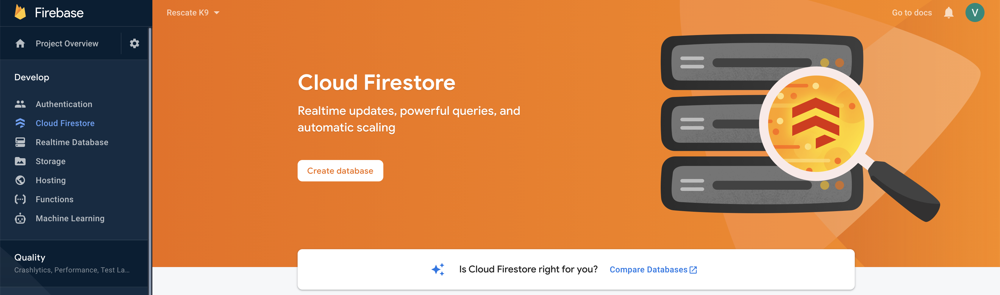 Firebase
Project Overview
Develop
Authentication
Cloud Firestore
Realtime Database
Storage
Hosting
Functions
Machine Learning
Quality
Crashlytics, Performance, Test La...
Rescate K9
Go to docs
V
Cloud Firestore
Realtime updates, powerful queries, and
automatic scaling
Create database
Is Cloud Firestore right for you? Compare Databases